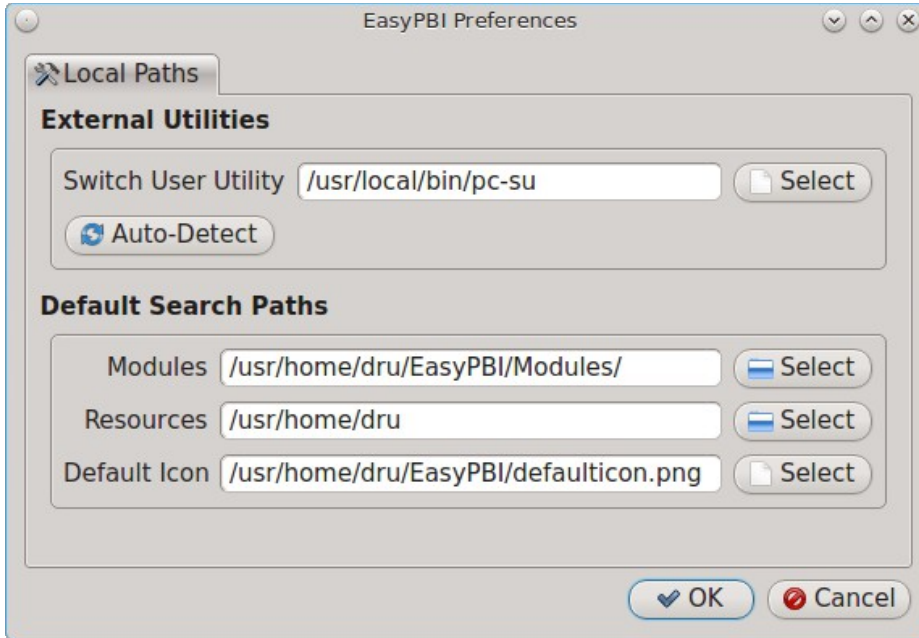 EasyPBI Preferences
Local Paths
External Utilities
Switch User Utility /usr/local/bin/pc-su Select
Auto-Detect
Default Search Paths
Modules /usr/home/dru/EasyPBI/Modules/ Select
Resources /usr/home/dru Select
Default Icon /usr/home/dru/EasyPBI/defaulticon.png Select
OK Cancel